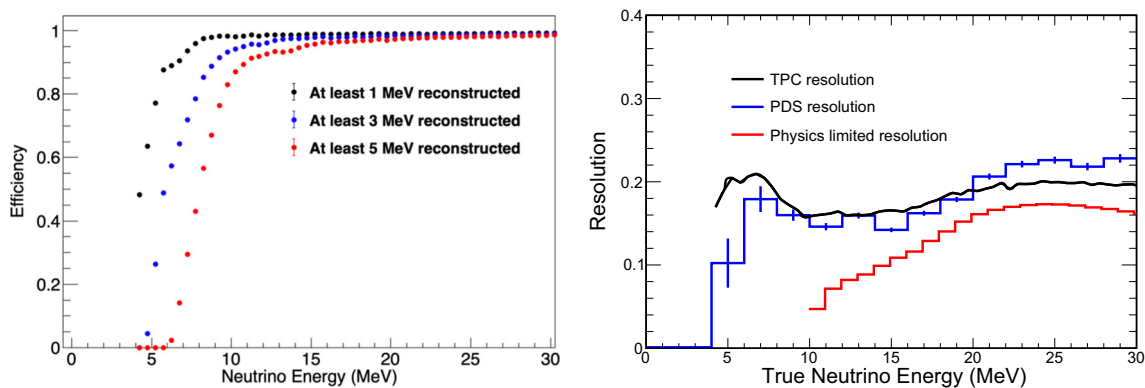 1
0.8
0.6
0.4
0.2
0
Efficiency
At least 1 MeV reconstructed
At least 3 MeV reconstructed
At least 5 MeV reconstructed
0 5 10 15 20 25 30
Neutrino Energy (MeV)
0.4
0.3
0.2
0.1
0.0
Resolution
TPC resolution
PDS resolution
Physics limited resolution
0 5 10 15 20 25 30
True Neutrino Energy (MeV)